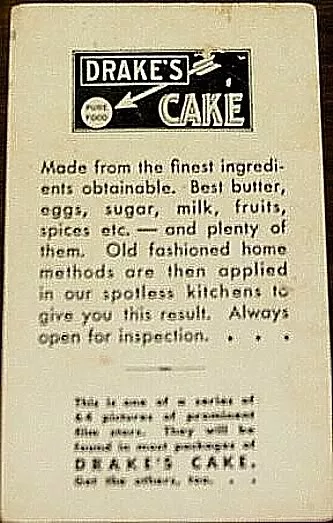 DRAKE'S
PURE
FOOD
CAKE
Made from the finest ingredi-
ents obtainable. Best butter,
eggs, sugar, milk, fruits,
spices etc. — and plenty of
them. Old fashioned home
methods are then applied
in our spotless kitchens to
give you this result. Always
open for inspection. . . .
This is one of a series of
pictures of prominent
film stars. They will be
found in most packages of
DRAKE'S CAKE.
Get the others, too. . .